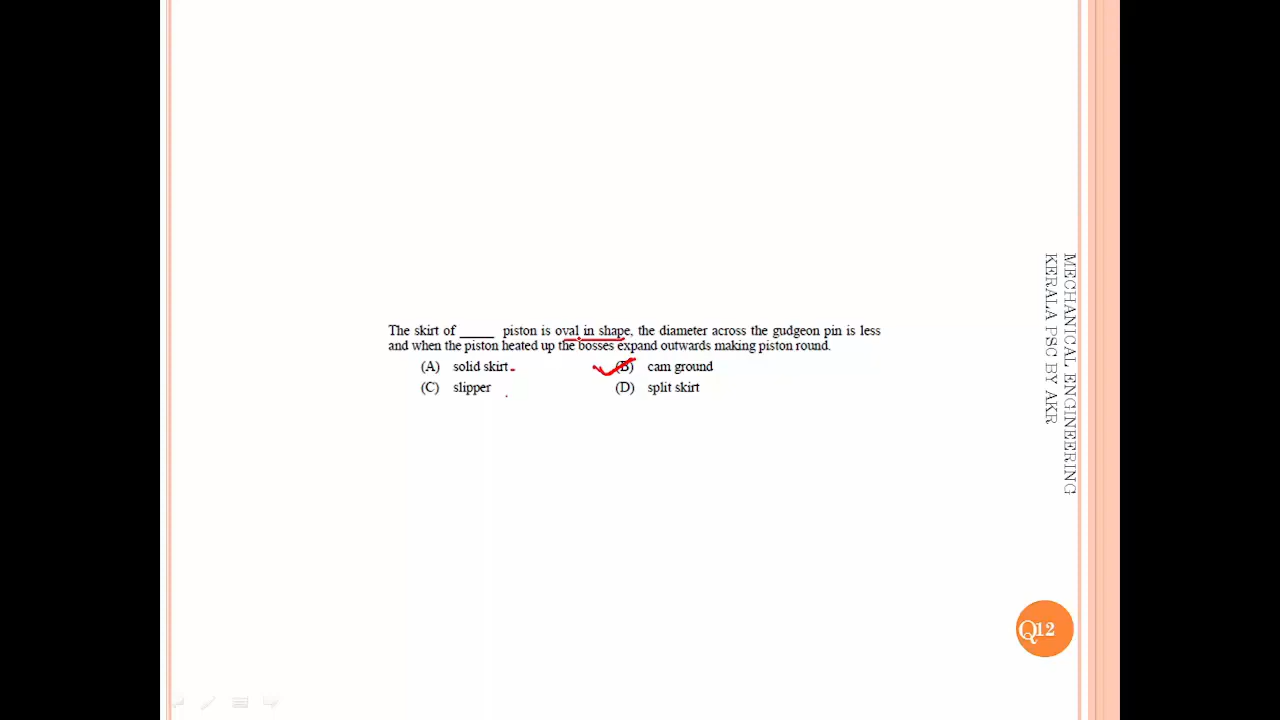 The skirt of _____ piston is oval in shape, the diameter across the gudgeon pin is less
and when the piston heated up the bosses expand outwards making piston round.
(A) solid skirt (B) cam ground
(C) slipper (D) split skirt
MECHANICAL ENGINEERING
KERALA PSC BY AKR
Q12